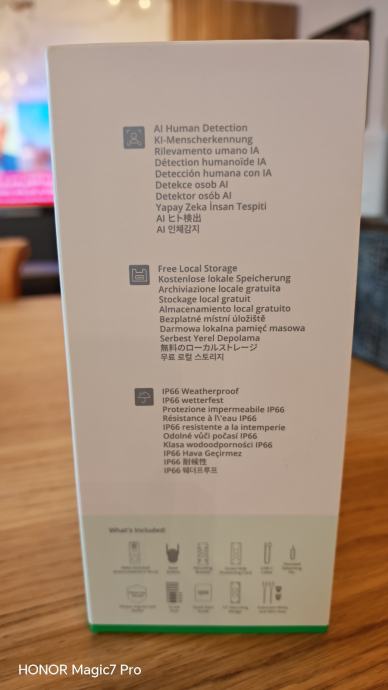 AI Human Detection
KI-Menscherkennung
Rilevamento umano IA
Détection humanoïde IA
Detección humana con IA
Detekce osob AI
Detektor osób AI
Yapay Zeka İnsan Tespiti
AI ヒト検出
AI 인체감지
Free Local Storage
Kostenlose lokale Speicherung
Archiviazione locale gratuita
Stockage local gratuit
Almacenamiento local gratuito
Bezplatné místní úložiště
Darmowa lokalna pamięć masowa
Serbest Yerel Depolama
無料のローカルストレージ
무료 로컬 스토리지
IP66 Weatherproof
IP66 wetterfest
Protezione impermeabile IP66
Résistance à l\'eau IP66
IP66 resistente a la intemperie
Odolné vůči počasí IP66
Klasa wodoodporności IP66
IP66 Hava Geçirmez
IP66 耐候性
IP66 웨더프루프
What's Included?
HONOR Magic7 Pro